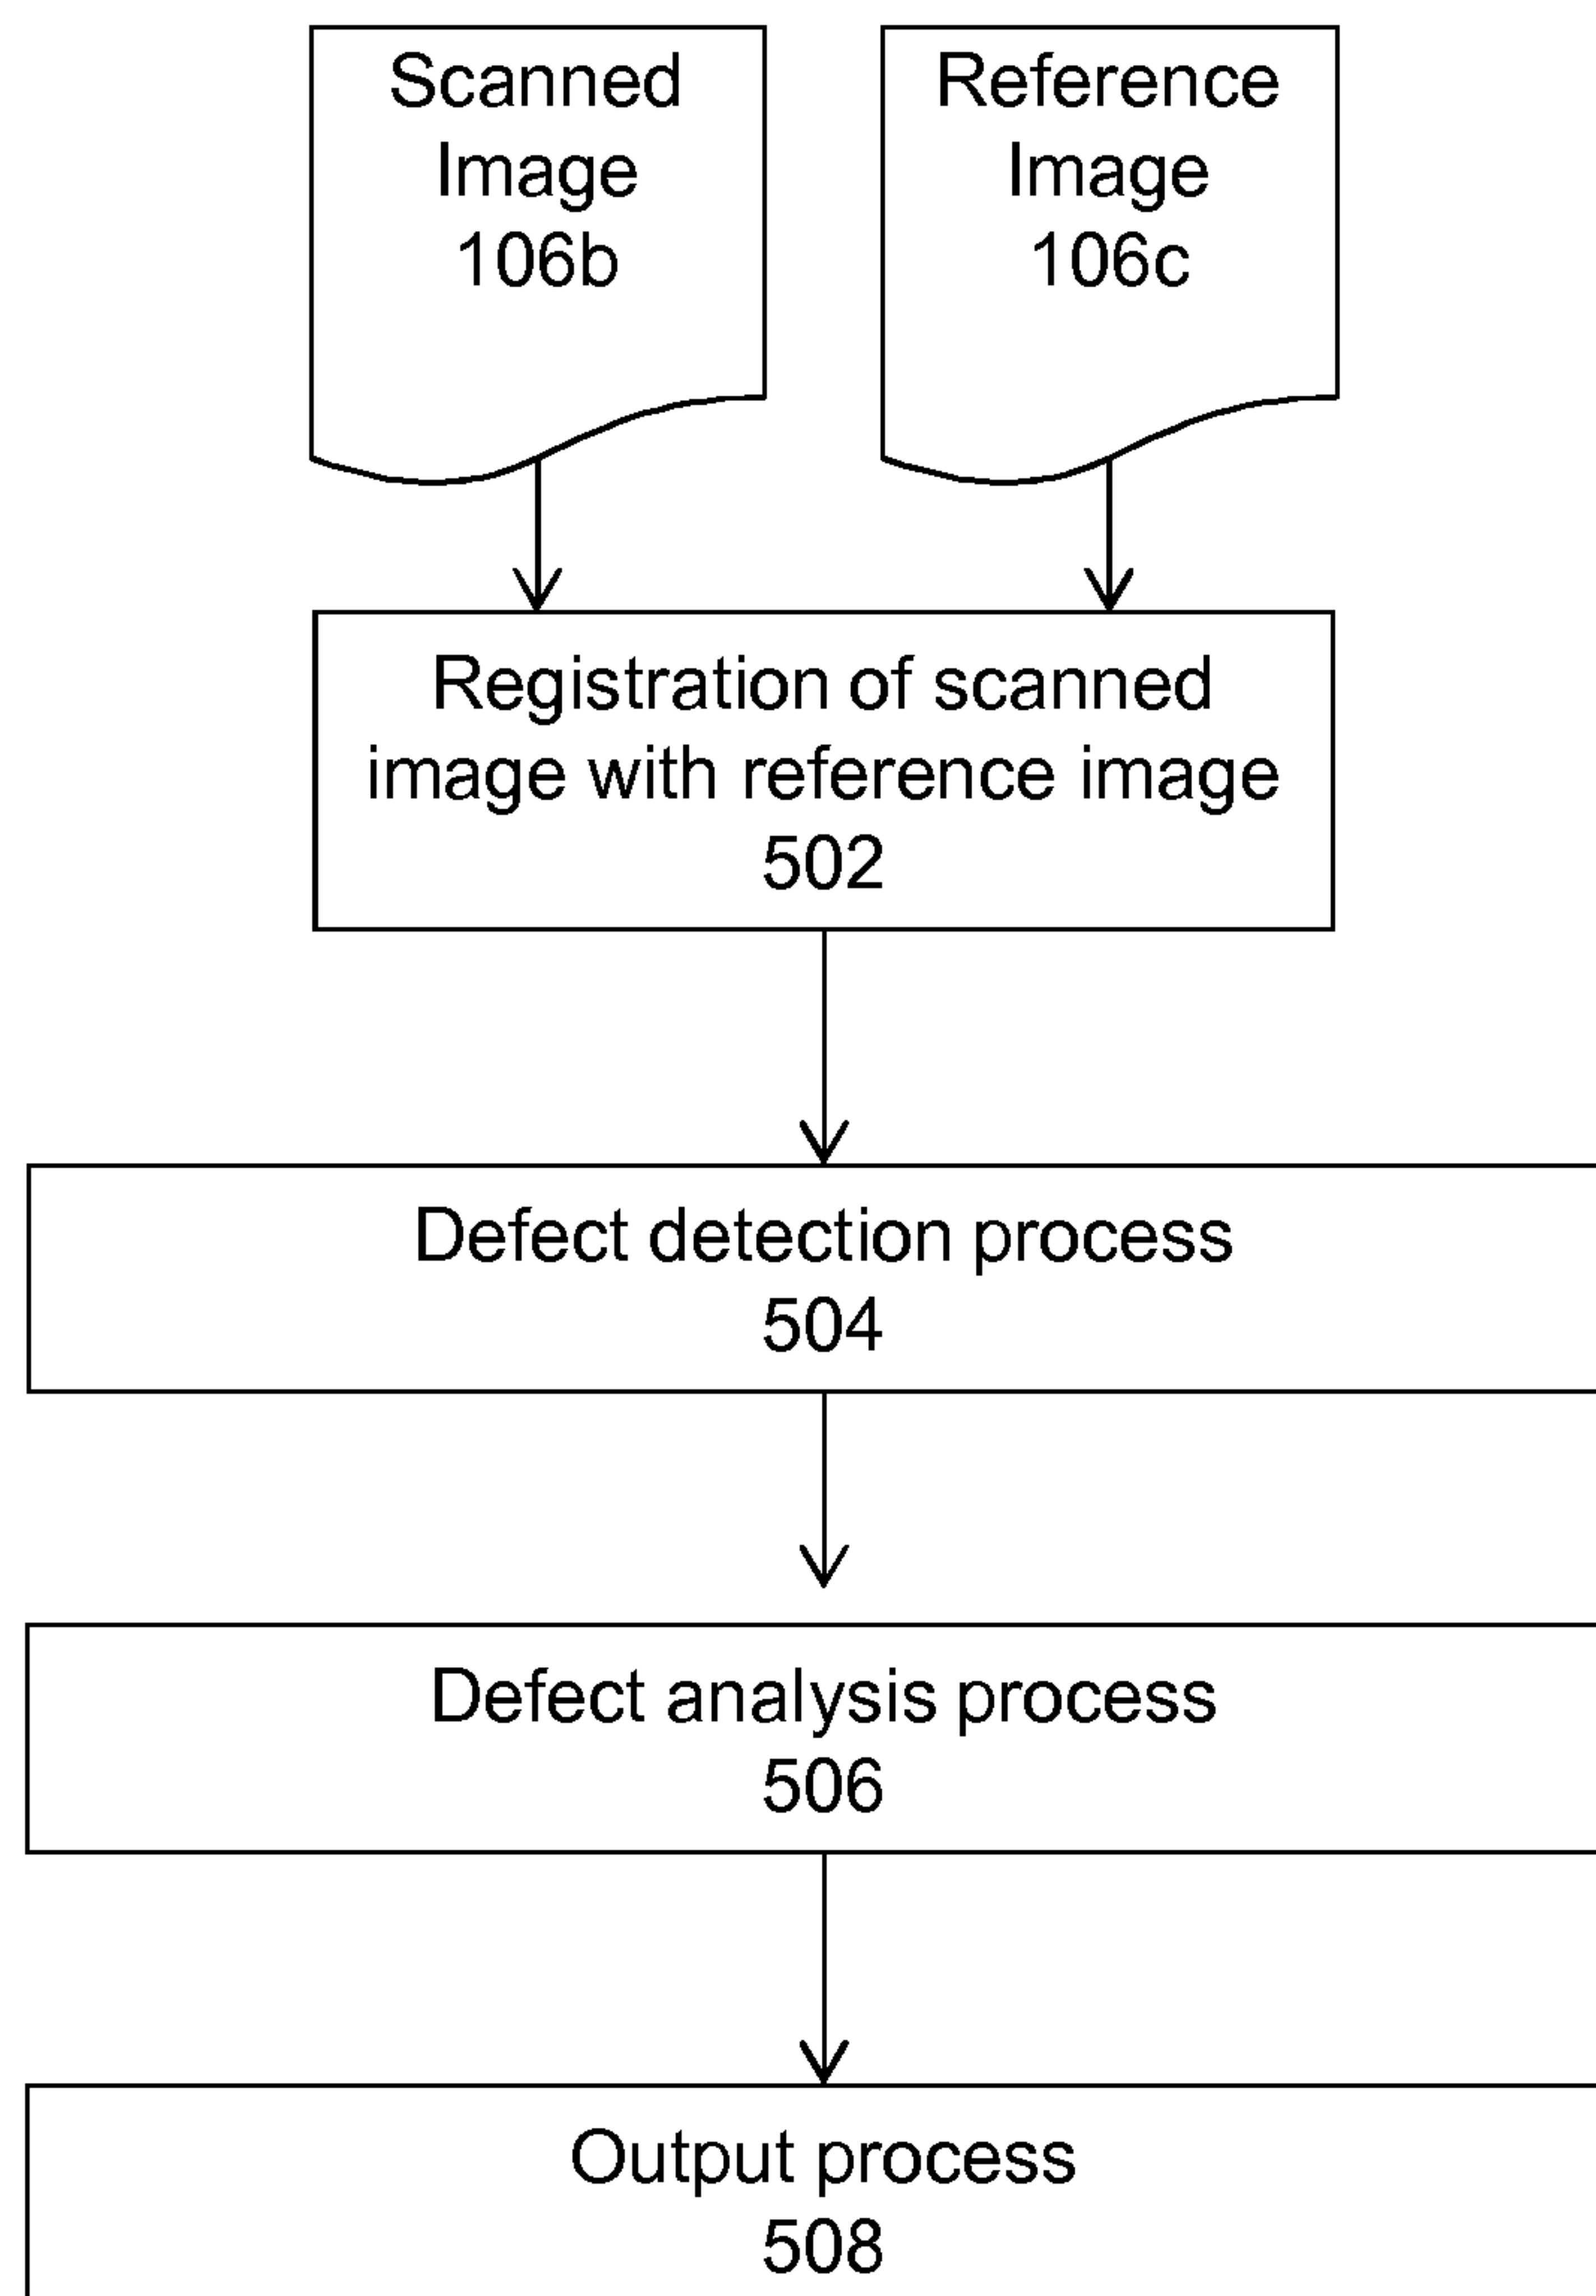 Scanned
Image
106b
Reference
Image
106c
Registration of scanned
image with reference image
502
Defect detection process
504
Defect analysis process
506
Output process
508